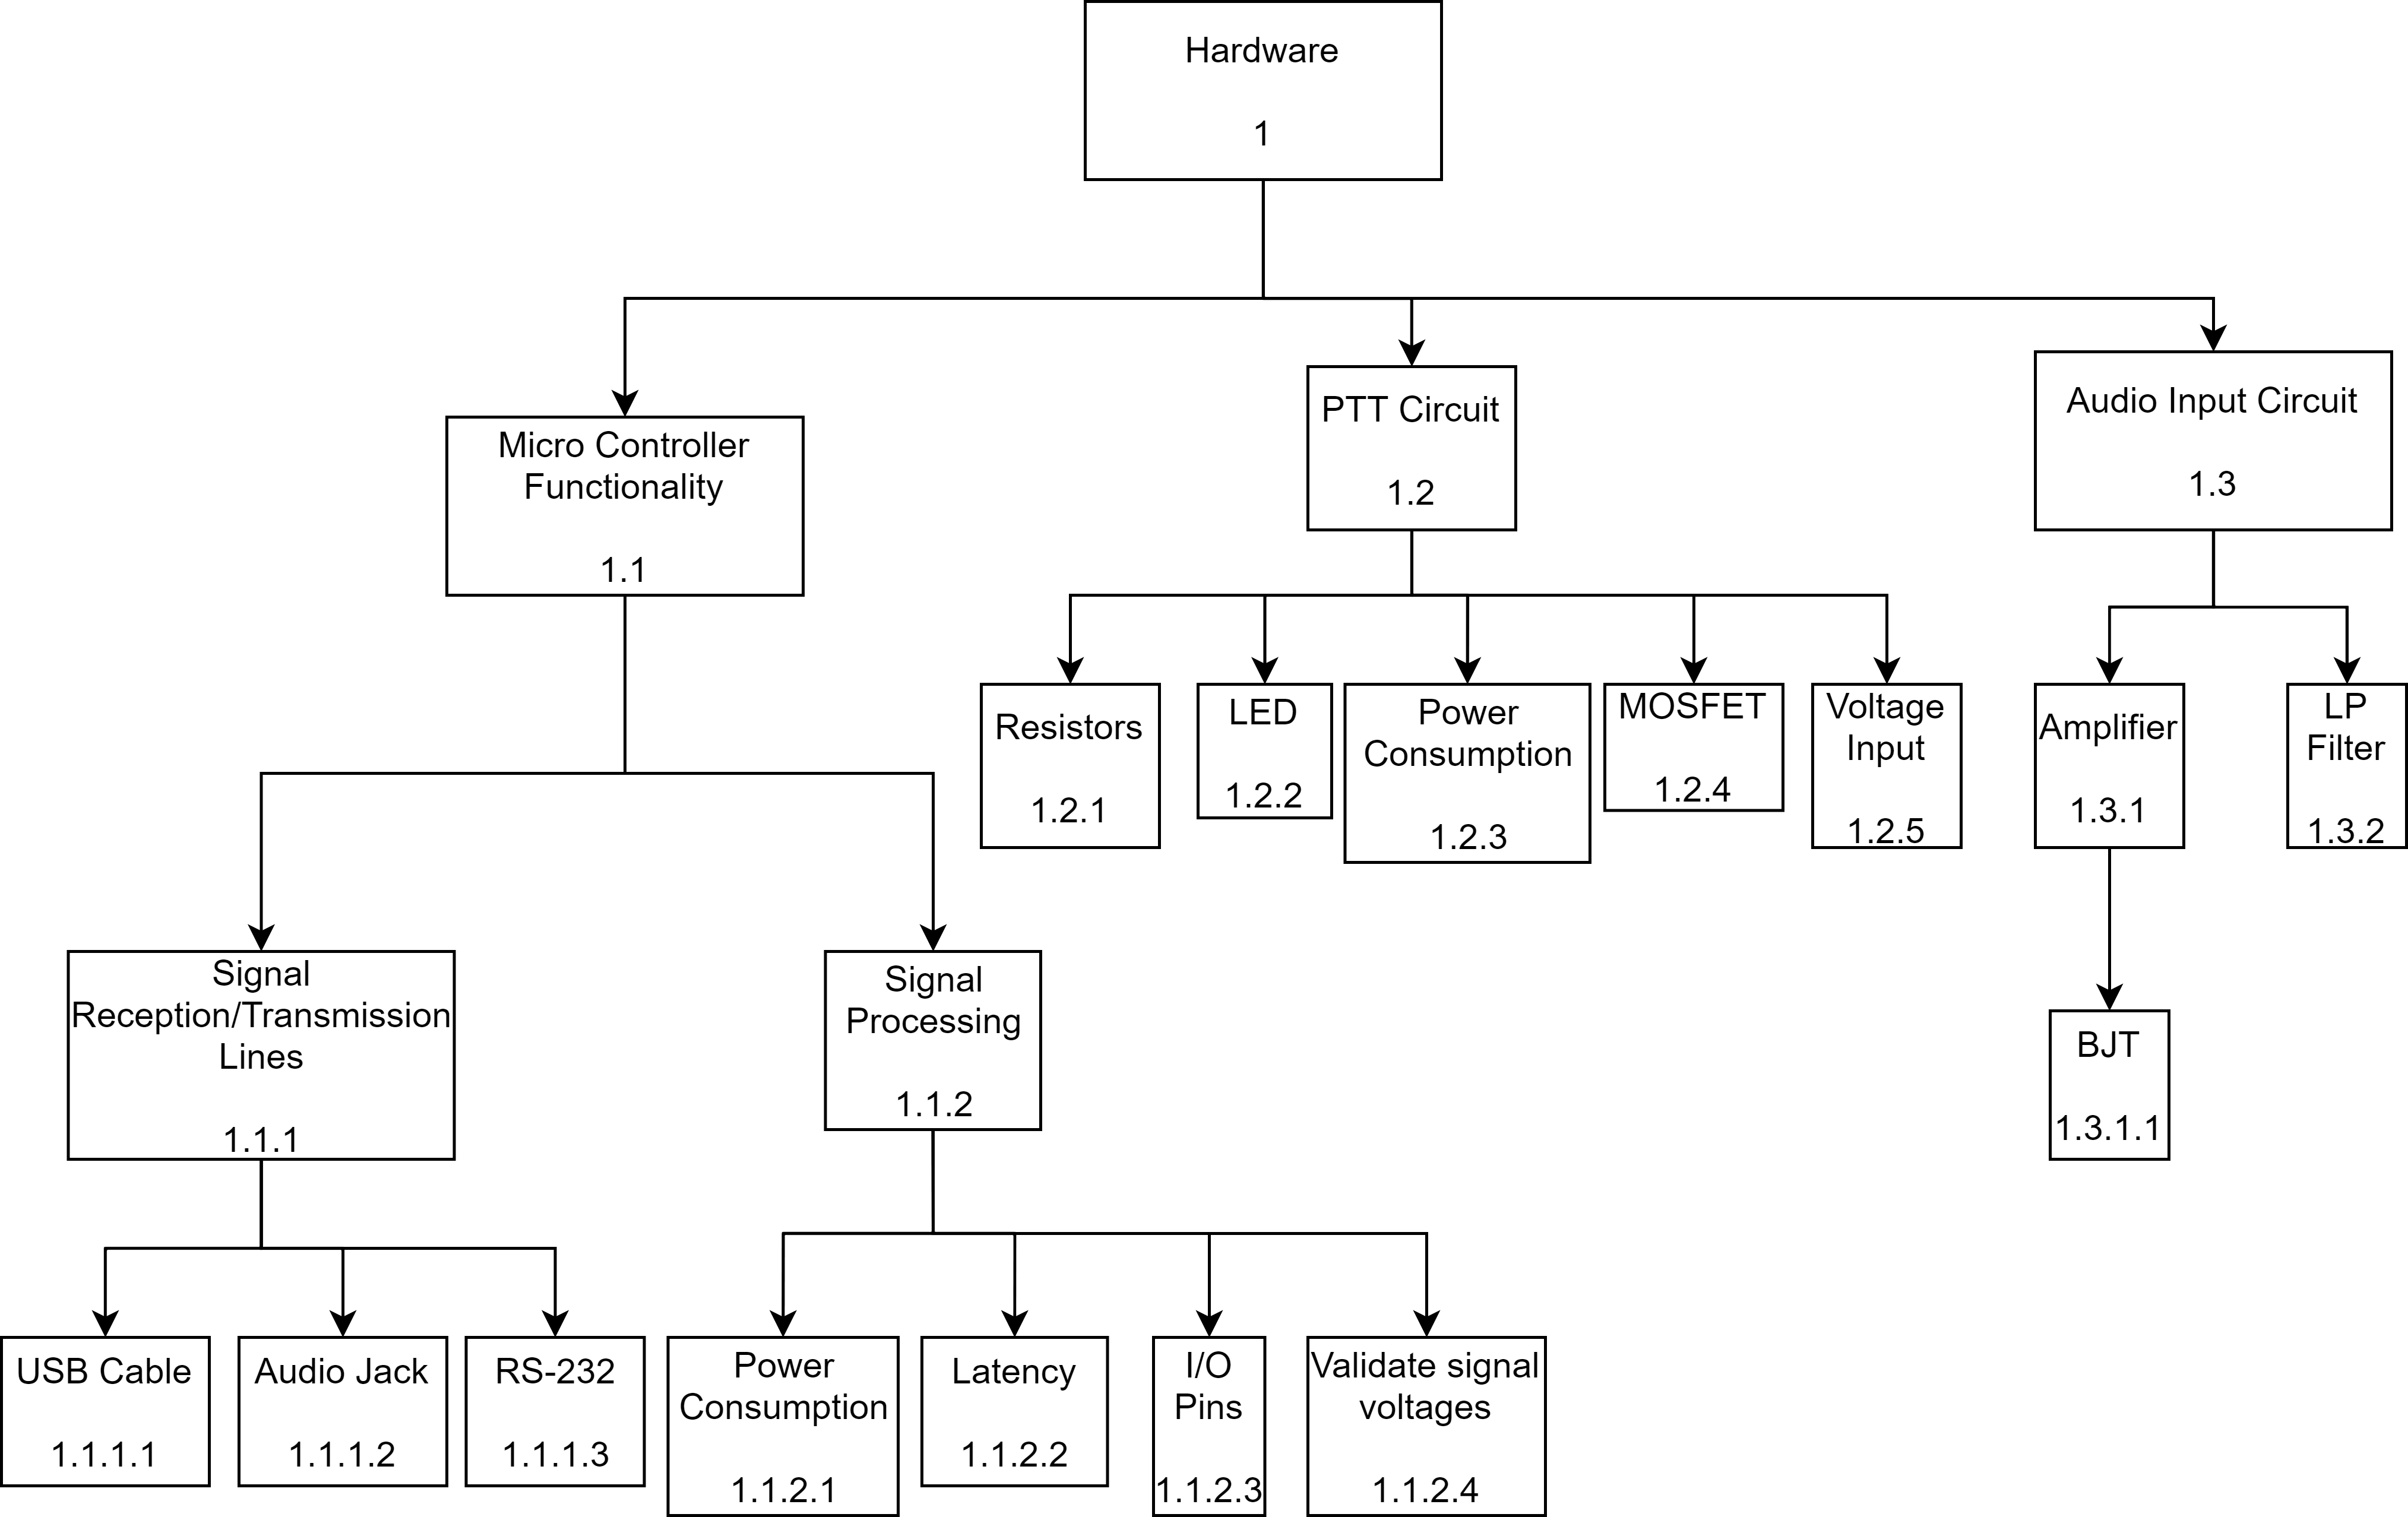 Hardware
1
Micro Controller
Functionality
1.1
PTT Circuit
1.2
Audio Input Circuit
1.3
Resistors
1.2.1
LED
1.2.2
Power
Consumption
1.2.3
MOSFET
1.2.4
Voltage
Input
1.2.5
Amplifier
1.3.1
LP
Filter
1.3.2
Signal
Reception/Transmission
Lines
1.1.1
Signal
Processing
1.1.2
BJT
1.3.1.1
USB Cable
1.1.1.1
Audio Jack
1.1.1.2
RS-232
1.1.1.3
Power
Consumption
1.1.2.1
Latency
1.1.2.2
I/O
Pins
1.1.2.3
Validate signal
voltages
1.1.2.4